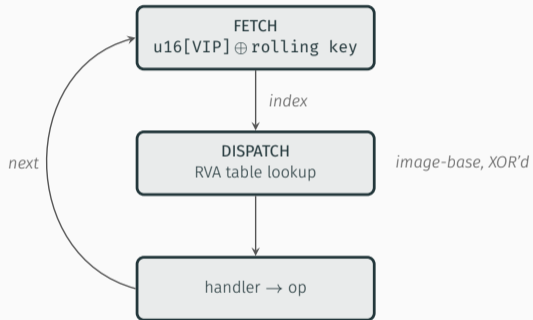 FETCH
u16[VIP] ⊕ rolling key
index
DISPATCH
RVA table lookup
image-base, XOR’d
next
handler → op